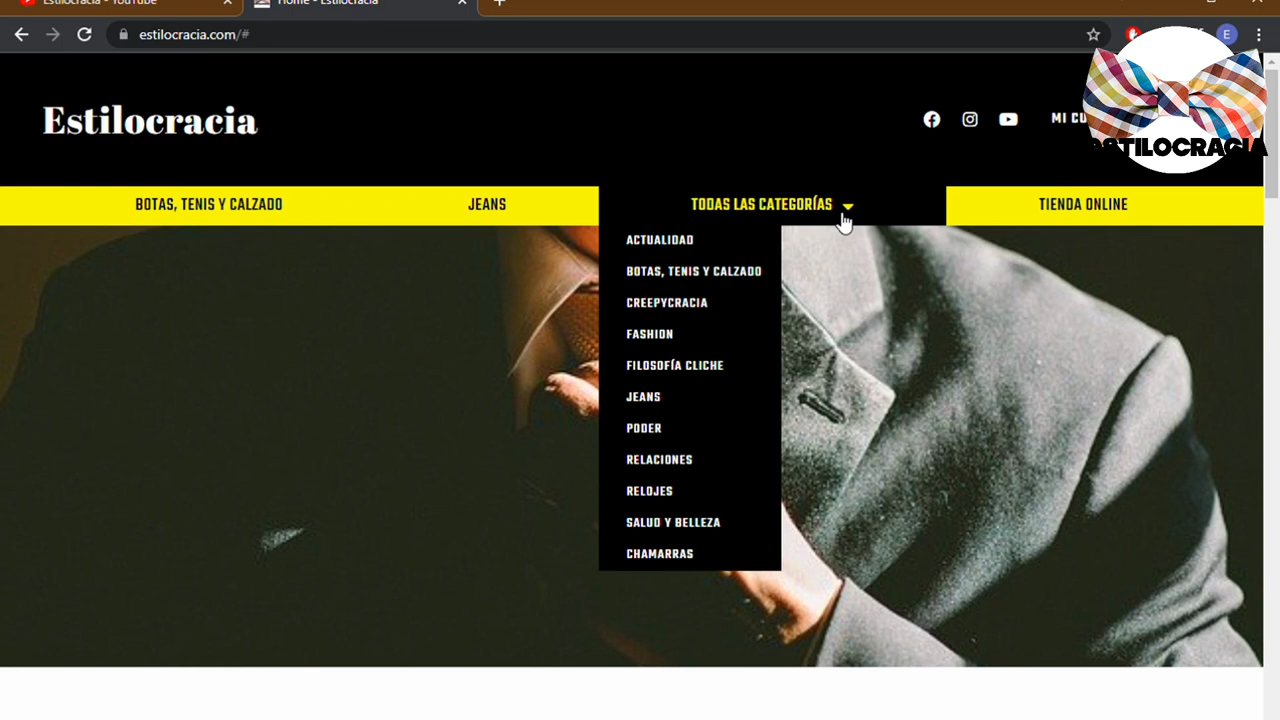 Estilocracia - YouTube
Home - Estilocracia
estilocracia.com/#
E
Estilocracia
MI CU
ESTILOCRACIA
BOTAS, TENIS Y CALZADO
JEANS
TODAS LAS CATEGORÍAS
TIENDA ONLINE
ACTUALIDAD
BOTAS, TENIS Y CALZADO
CREEPYCRACIA
FASHION
FILOSOFÍA CLICHE
JEANS
PODER
RELACIONES
RELOJES
SALUD Y BELLEZA
CHAMARRAS